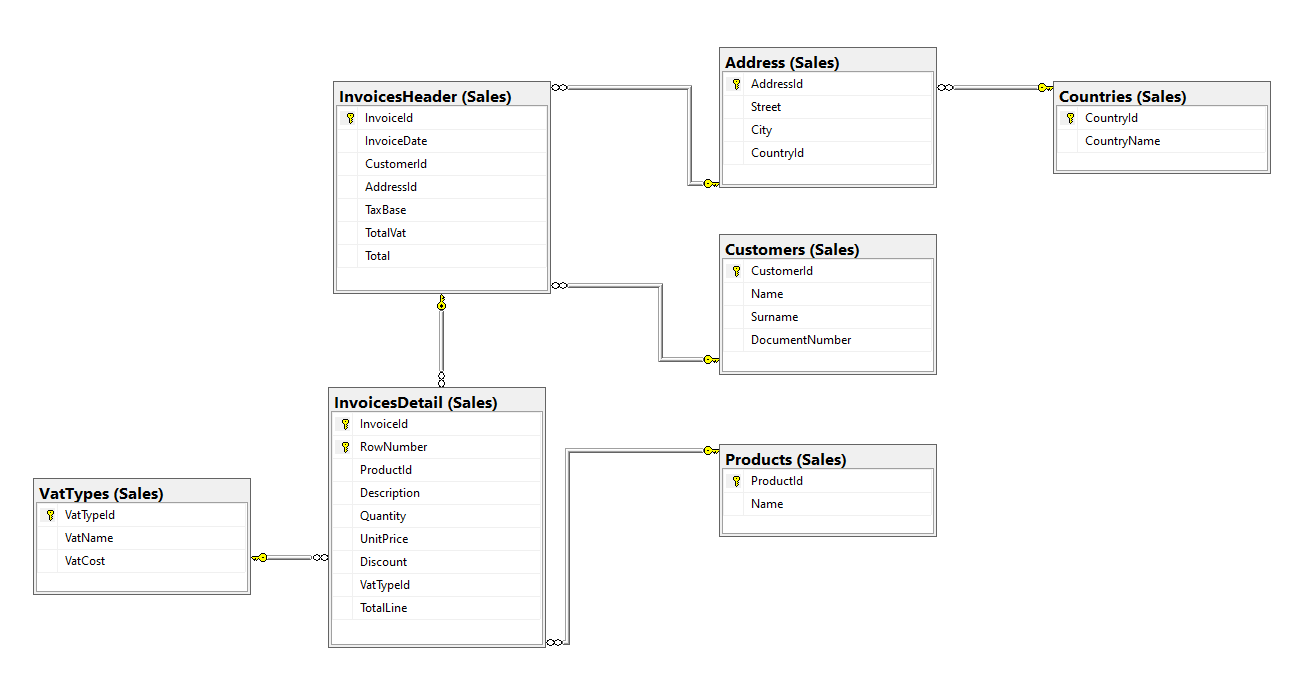 InvoicesHeader (Sales)
InvoiceId
InvoiceDate
CustomerId
AddressId
TaxBase
TotalVat
Total
Address (Sales)
AddressId
Street
City
CountryId
Countries (Sales)
CountryId
CountryName
Customers (Sales)
CustomerId
Name
Surname
DocumentNumber
InvoicesDetail (Sales)
InvoiceId
RowNumber
ProductId
Description
Quantity
UnitPrice
Discount
VatTypeId
TotalLine
Products (Sales)
ProductId
Name
VatTypes (Sales)
VatTypeId
VatName
VatCost